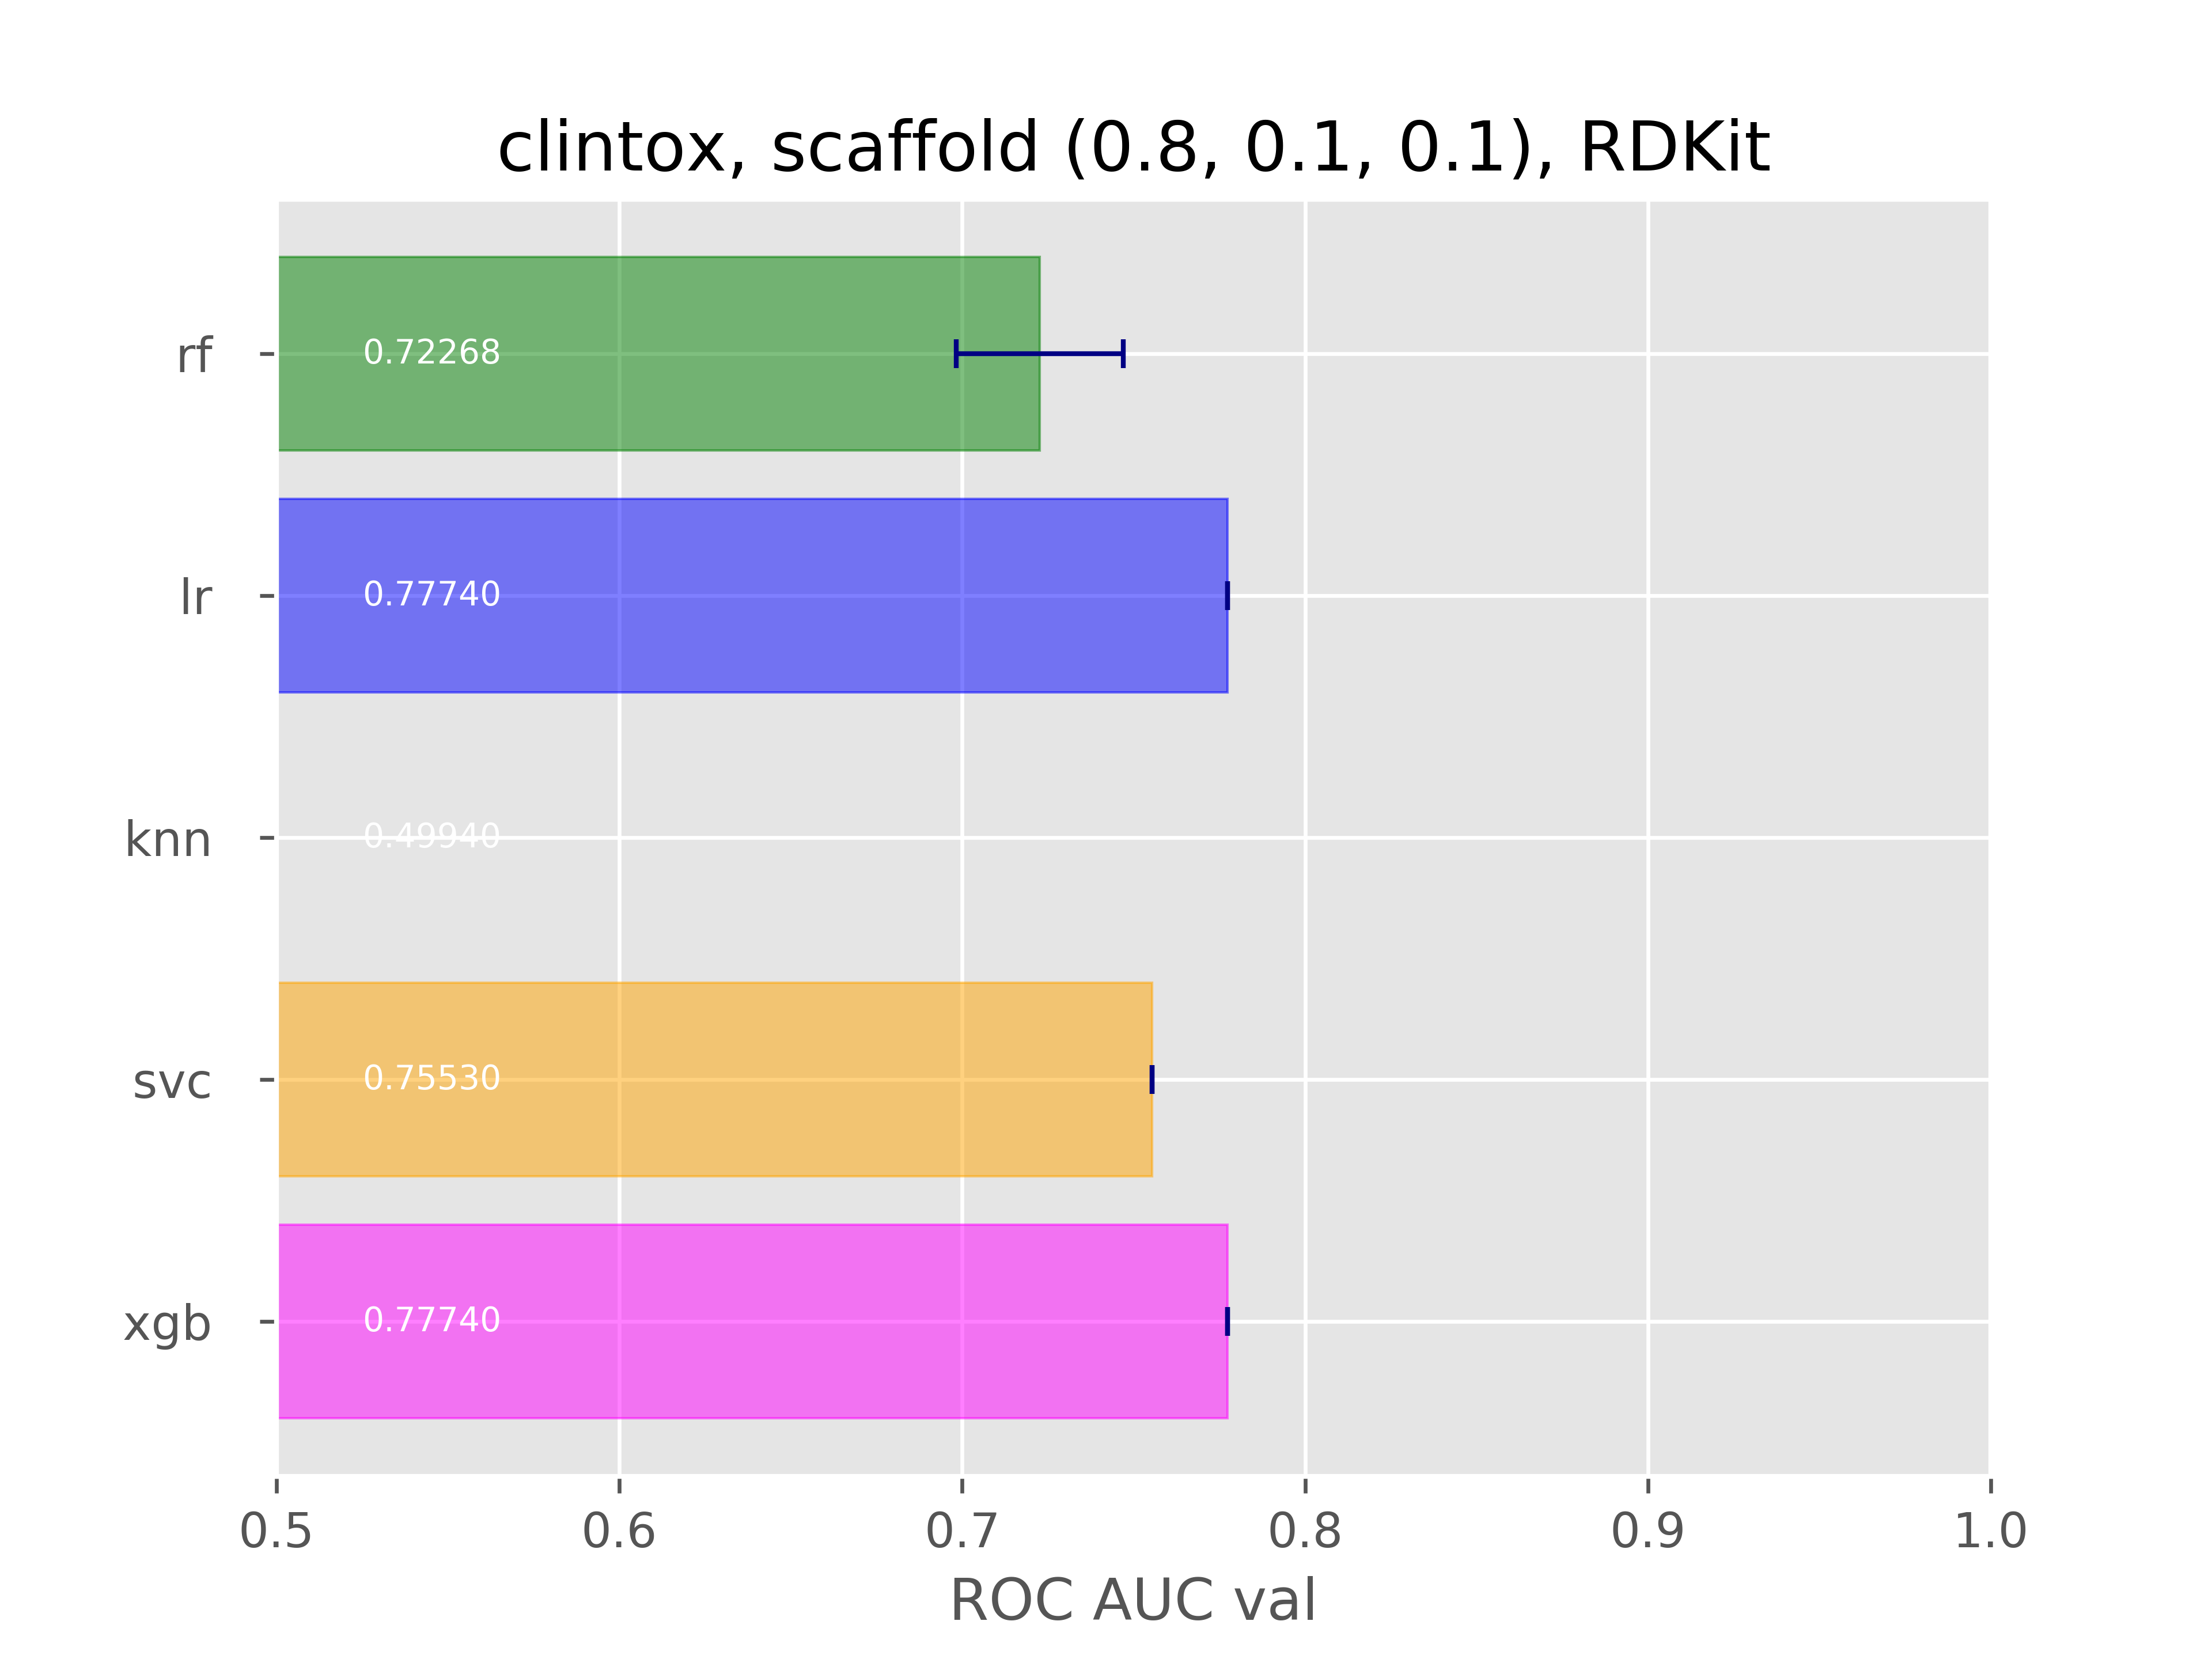 clintox, scaffold (0.8, 0.1, 0.1), RDKit
rf
0.72268
lr
0.77740
knn
0.49940
svc
0.75530
xgb
0.77740
0.5 0.6 0.7 0.8 0.9 1.0
ROC AUC val